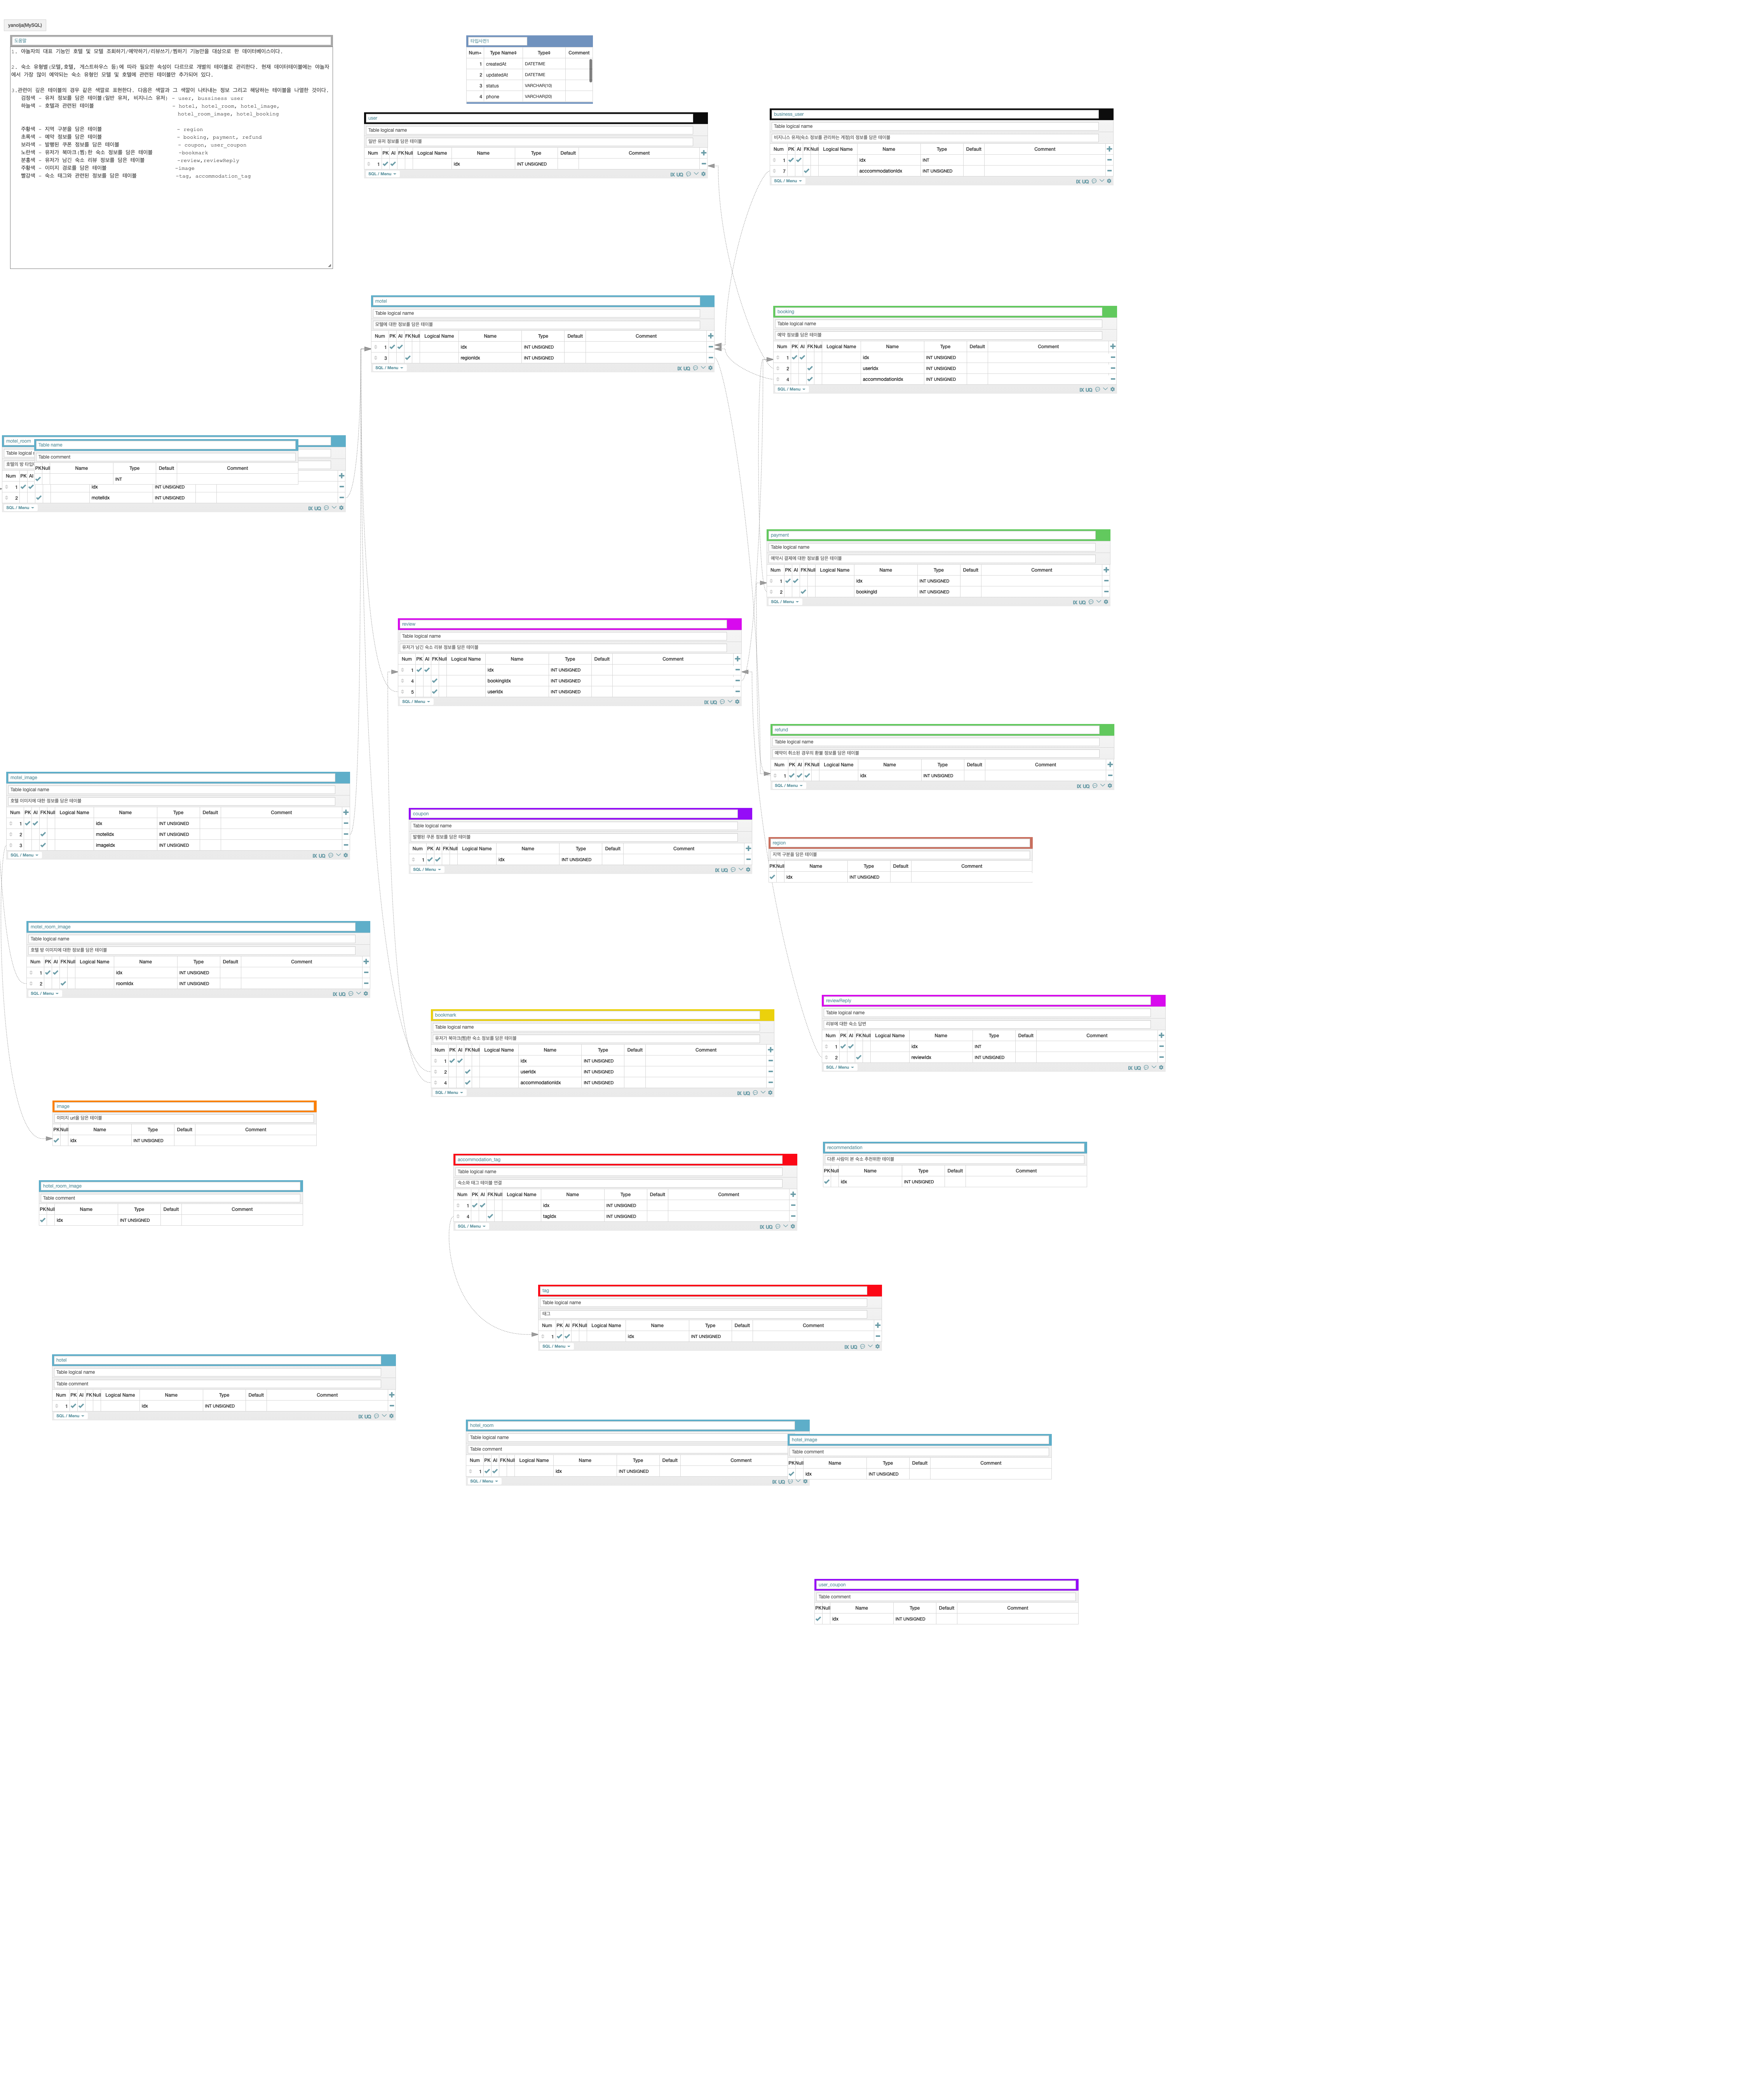 yanolja(MySQL)
도움말
1. 야놀자의 대표 기능인 호텔 및 모텔 조회하기/예약하기/리뷰쓰기/찜하기 기능만을 대상으로 한 데이터베이스이다.
2. 숙소 유형별(모텔,호텔, 게스트하우스 등)에 따라 필요한 속성이 다르므로 개별의 테이블로 관리한다. 현재 데이터테이블에는 야놀자
에서 가장 많이 예약되는 숙소 유형인 모텔 및 호텔에 관련된 테이블만 추가되어 있다.
3.관련이 깊은 테이블의 경우 같은 색깔로 표현한다. 다음은 색깔과 그 색깔이 나타내는 정보 그리고 해당하는 테이블을 나열한 것이다.
검정색 - 유저 정보를 담은 테이블(일반 유저, 비지니스 유저) - user, bussiness user
하늘색 - 호텔과 관련된 테이블 - hotel, hotel_room, hotel_image,
hotel_room_image, hotel_booking
주황색 - 지역 구분을 담은 테이블 - region
초록색 - 예약 정보를 담은 테이블 - booking, payment, refund
보라색 - 발행된 쿠폰 정보를 담은 테이블 - coupon, user_coupon
노란색 - 유저가 북마크(찜)한 숙소 정보를 담은 테이블 -bookmark
분홍색 - 유저가 남긴 숙소 리뷰 정보를 담은 테이블 -review,reviewReply
주황색 - 이미지 경로를 담은 테이블 -image
빨강색 - 숙소 태그와 관련된 정보를 담은 테이블 -tag, accommodation_tag
타입사전1
Num Type Name Type Comment
1 createdAt DATETIME
2 updatedAt DATETIME
3 status VARCHAR(10)
4 phone VARCHAR(20)
user
Table logical name
일반 유저 정보를 담은 테이블
Num PK AI FK Null Logical Name Name Type Default Comment
1 idx INT UNSIGNED
SQL / Menu IX UQ
business_user
Table logical name
비지니스 유저(숙소 정보를 관리하는 계정)의 정보를 담은 테이블
Num PK AI FK Null Logical Name Name Type Default Comment
1 idx INT
7 acccomodationIdx INT UNSIGNED
SQL / Menu IX UQ
motel
Table logical name
모텔에 대한 정보를 담은 테이블
Num PK AI FK Null Logical Name Name Type Default Comment
1 idx INT UNSIGNED
3 regionIdx INT UNSIGNED
SQL / Menu IX UQ
booking
Table logical name
예약 정보를 담은 테이블
Num PK AI FK Null Logical Name Name Type Default Comment
1 idx INT UNSIGNED
2 userIdx INT UNSIGNED
4 accommodationIdx INT UNSIGNED
SQL / Menu IX UQ
motel_room
Table logical
호텔의 방 타입
Num PK AI
1 idx INT UNSIGNED
2 motelIdx INT UNSIGNED
SQL / Menu IX UQ
Table name
Table comment
PK Null Name Type Default Comment
INT
payment
Table logical name
예약시 결제에 대한 정보를 담은 테이블
Num PK AI FK Null Logical Name Name Type Default Comment
1 idx INT UNSIGNED
2 bookingId INT UNSIGNED
SQL / Menu IX UQ
review
Table logical name
유저가 남긴 숙소 리뷰 정보를 담은 테이블
Num PK AI FK Null Logical Name Name Type Default Comment
1 idx INT UNSIGNED
4 bookingIdx INT UNSIGNED
5 userIdx INT UNSIGNED
SQL / Menu IX UQ
refund
Table logical name
예약이 취소된 경우의 환불 정보를 담은 테이블
Num PK AI FK Null Logical Name Name Type Default Comment
1 idx INT UNSIGNED
SQL / Menu IX UQ
motel_image
Table logical name
호텔 이미지에 대한 정보를 담은 테이블
Num PK AI FK Null Logical Name Name Type Default Comment
1 idx INT UNSIGNED
2 motelIdx INT UNSIGNED
3 imageIdx INT UNSIGNED
SQL / Menu IX UQ
coupon
Table logical name
발행된 쿠폰 정보를 담은 테이블
Num PK AI FK Null Logical Name Name Type Default Comment
1 idx INT UNSIGNED
SQL / Menu IX UQ
region
지역 구분을 담은 테이블
PK Null Name Type Default Comment
idx INT UNSIGNED
motel_room_image
Table logical name
호텔 방 이미지에 대한 정보를 담은 테이블
Num PK AI FK Null Logical Name Name Type Default Comment
1 idx INT UNSIGNED
2 roomIdx INT UNSIGNED
SQL / Menu IX UQ
reviewReply
Table logical name
리뷰에 대한 숙소 답변
Num PK AI FK Null Logical Name Name Type Default Comment
1 idx INT
2 reviewIdx INT UNSIGNED
SQL / Menu IX UQ
bookmark
Table logical name
유저가 북마크(찜)한 숙소 정보를 담은 테이블
Num PK AI FK Null Logical Name Name Type Default Comment
1 idx INT UNSIGNED
2 userIdx INT UNSIGNED
4 accommodationIdx INT UNSIGNED
SQL / Menu IX UQ
image
이미지 url을 담은 테이블
PK Null Name Type Default Comment
idx INT UNSIGNED
recommendation
다른 사람이 본 숙소 추천위한 테이블
PK Null Name Type Default Comment
idx INT UNSIGNED
accommodation_tag
Table logical name
숙소와 태그 테이블 연결
Num PK AI FK Null Logical Name Name Type Default Comment
1 idx INT UNSIGNED
4 tagIdx INT UNSIGNED
SQL / Menu IX UQ
hotel_room_image
Table comment
PK Null Name Type Default Comment
idx INT UNSIGNED
tag
Table logical name
태그
Num PK AI FK Null Logical Name Name Type Default Comment
1 idx INT UNSIGNED
SQL / Menu IX UQ
hotel
Table logical name
Table comment
Num PK AI FK Null Logical Name Name Type Default Comment
1 idx INT UNSIGNED
SQL / Menu IX UQ
hotel_room
Table logical name
Table comment
Num PK AI FK Null Logical Name Name Type Default Comment
1 idx INT UNSIGNED
SQL / Menu IX UQ
hotel_image
Table comment
PK Null Name Type Default Comment
idx INT UNSIGNED
user_coupon
Table comment
PK Null Name Type Default Comment
idx INT UNSIGNED